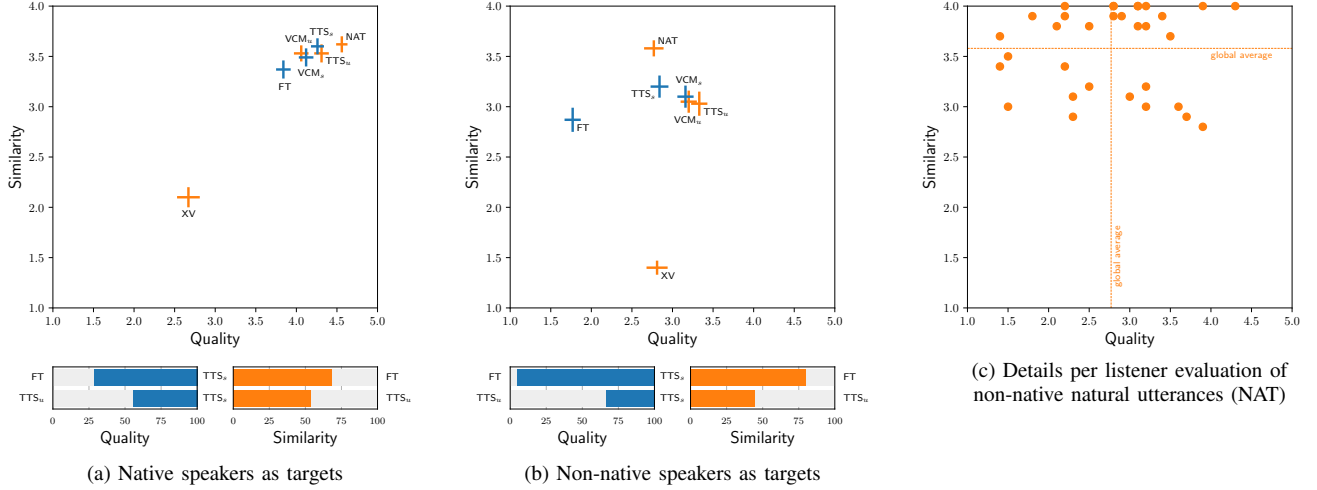 4.0
3.5
3.0
2.5
2.0
1.5
1.0
Similarity
1.0 1.5 2.0 2.5 3.0 3.5 4.0 4.5 5.0
Quality
TTSₛ
NAT
VCMᵤ
TTSᵤ
VCMₛ
FT
XV
FT TTSₛ FT
TTSᵤ TTSₛ TTSᵤ
0 25 50 75 100 0 25 50 75 100
Quality Similarity
(a) Native speakers as targets
4.0
3.5
3.0
2.5
2.0
1.5
1.0
Similarity
1.0 1.5 2.0 2.5 3.0 3.5 4.0 4.5 5.0
Quality
NAT
VCMₛ
TTSₛ
TTSᵤ
VCMᵤ
FT
XV
FT TTSₛ FT
TTSᵤ TTSₛ TTSᵤ
0 25 50 75 100 0 25 50 75 100
Quality Similarity
(b) Non-native speakers as targets
4.0
3.5
3.0
2.5
2.0
1.5
1.0
Similarity
global average
global average
1.0 1.5 2.0 2.5 3.0 3.5 4.0 4.5 5.0
Quality
(c) Details per listener evaluation of
non-native natural utterances (NAT)